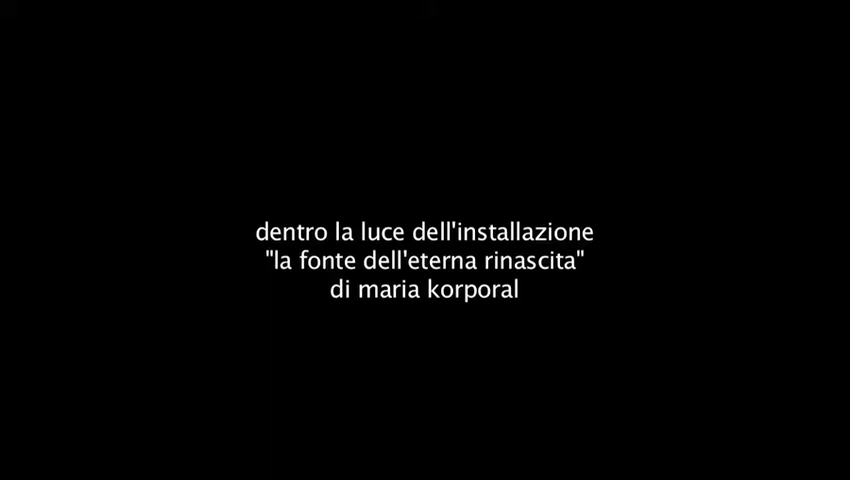 dentro la luce dell'installazione
"la fonte dell'eterna rinascita"
di maria korporal